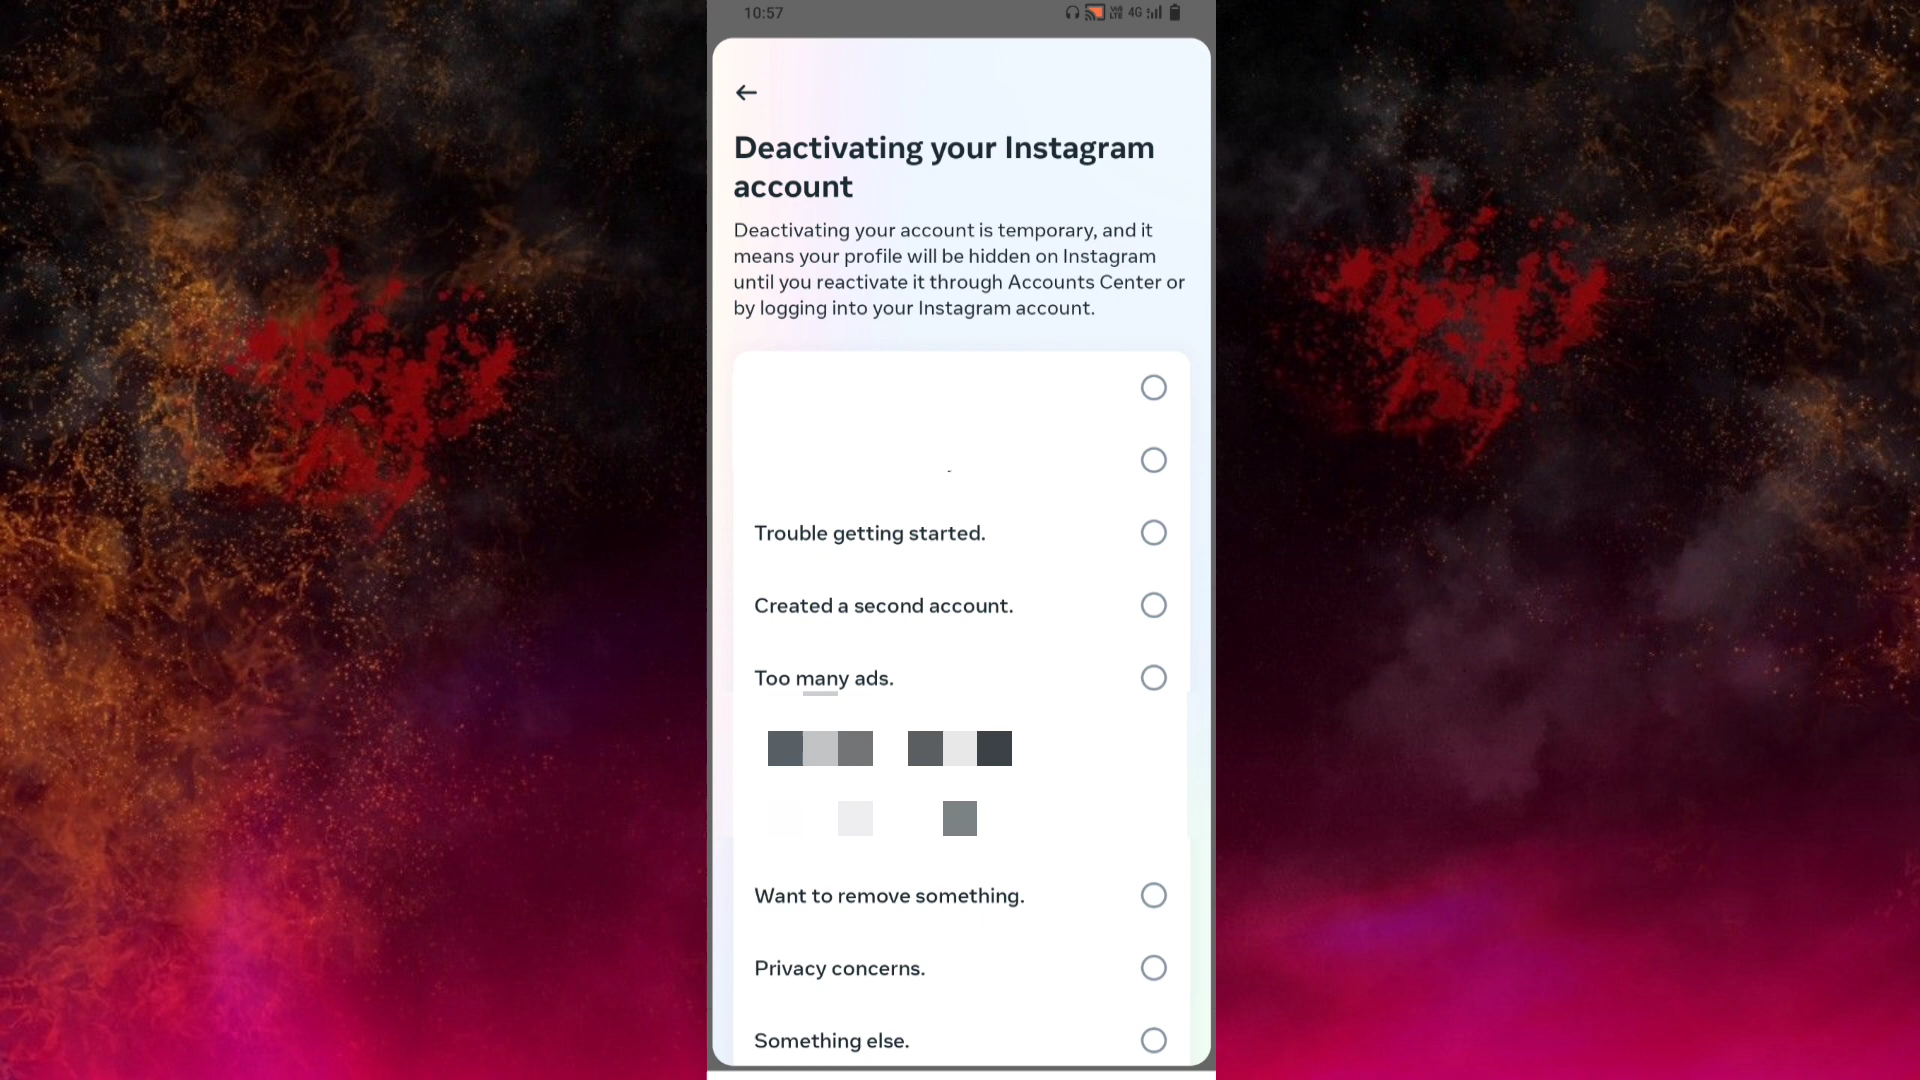 10:57
4G
Deactivating your Instagram
account
Deactivating your account is temporary, and it
means your profile will be hidden on Instagram
until you reactivate it through Accounts Center or
by logging into your Instagram account.
Trouble getting started.
Created a second account.
Too many ads.
Want to remove something.
Privacy concerns.
Something else.